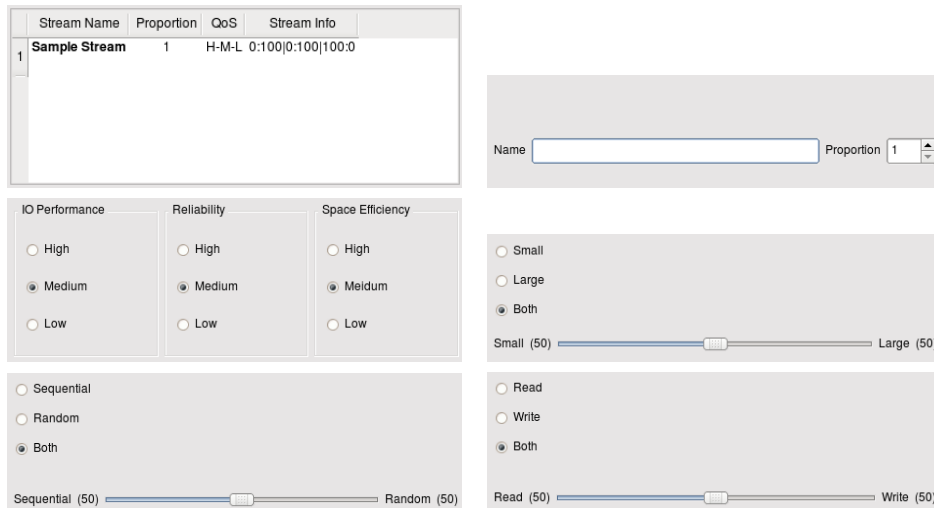 Stream Name Proportion QoS Stream Info
1 Sample Stream 1 H-M-L 0:100|0:100|100:0
Name Proportion 1
IO Performance Reliability Space Efficiency
High High High
Medium Medium Meidum
Low Low Low
Small
Large
Both
Small (50) Large (50
Sequential
Random
Both
Sequential (50) Random (50)
Read
Write
Both
Read (50) Write (50)